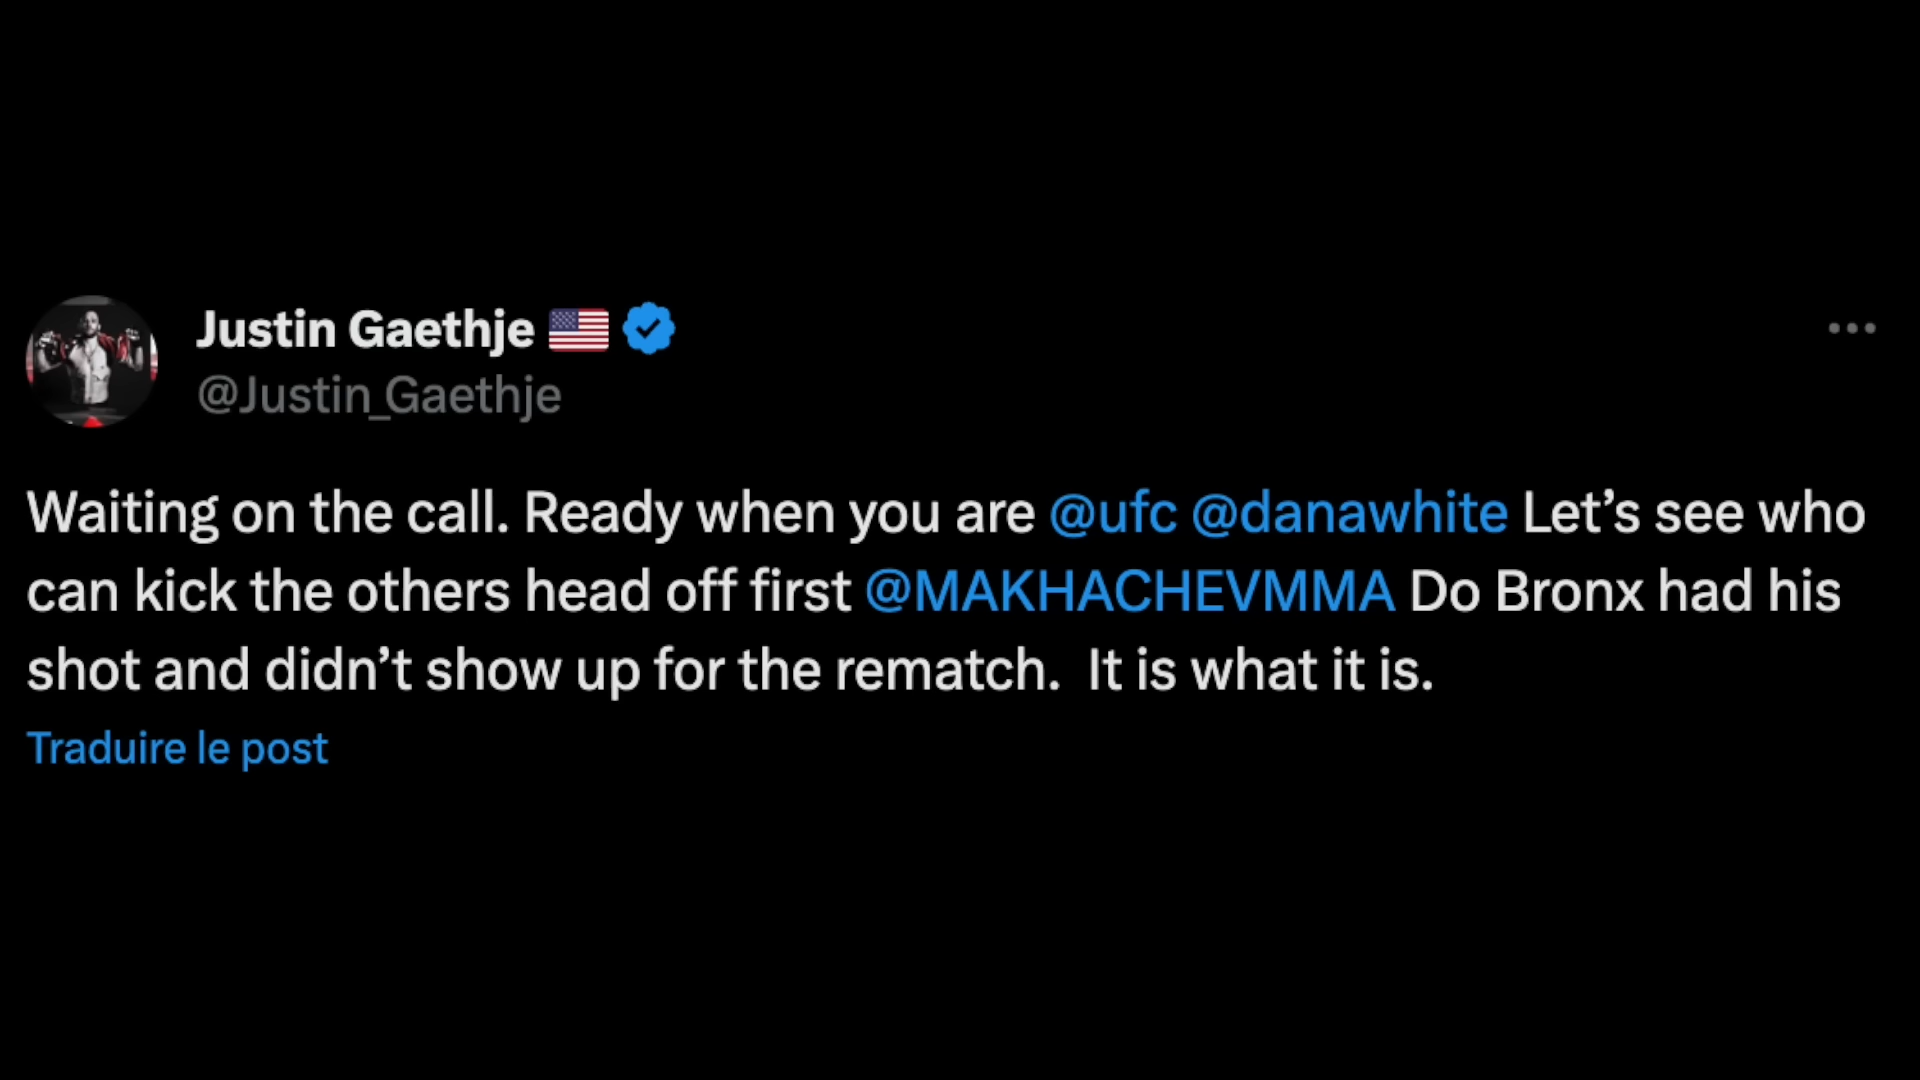 Justin Gaethje 🇺🇸
@Justin_Gaethje
Waiting on the call. Ready when you are @ufc @danawhite Let’s see who
can kick the others head off first @MAKHACHEVMMA Do Bronx had his
shot and didn’t show up for the rematch.  It is what it is.
Traduire le post